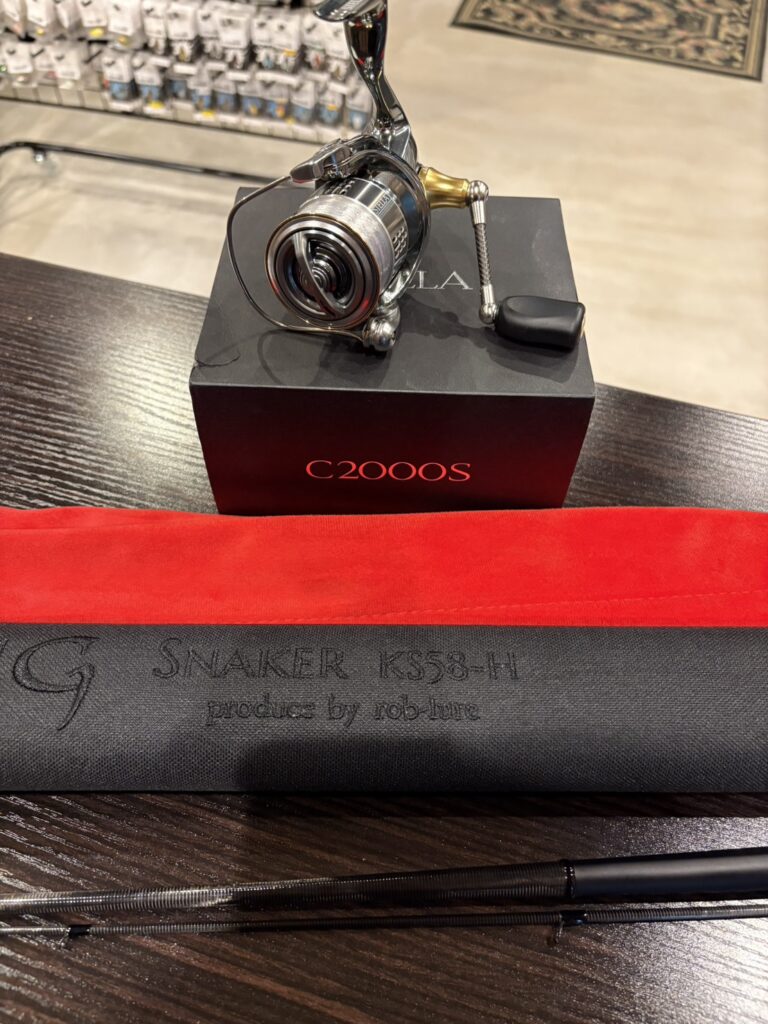 LLA
C2000S
G SNAKER KS58-H
produce by rob-lure